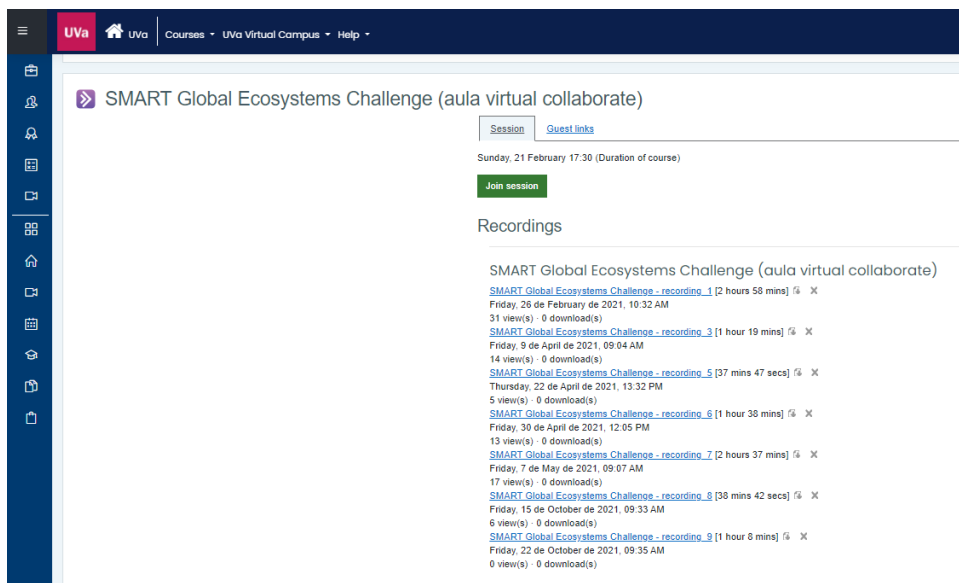 UVa UVa Courses UVa Virtual Campus Help
SMART Global Ecosystems Challenge (aula virtual collaborate)
Session Guest links
Sunday, 21 February 17:30 (Duration of course)
Join session
Recordings
SMART Global Ecosystems Challenge (aula virtual collaborate)
SMART Global Ecosystems Challenge - recording_1 [2 hours 58 mins]
Friday, 26 de February de 2021, 10:32 AM
31 view(s) · 0 download(s)
SMART Global Ecosystems Challenge - recording_3 [1 hour 19 mins]
Friday, 9 de April de 2021, 09:04 AM
14 view(s) · 0 download(s)
SMART Global Ecosystems Challenge - recording_5 [37 mins 47 secs]
Thursday, 22 de April de 2021, 13:32 PM
5 view(s) · 0 download(s)
SMART Global Ecosystems Challenge - recording_6 [1 hour 38 mins]
Friday, 30 de April de 2021, 12:05 PM
13 view(s) · 0 download(s)
SMART Global Ecosystems Challenge - recording_7 [2 hours 37 mins]
Friday, 7 de May de 2021, 09:07 AM
17 view(s) · 0 download(s)
SMART Global Ecosystems Challenge - recording_8 [38 mins 42 secs]
Friday, 15 de October de 2021, 09:33 AM
6 view(s) · 0 download(s)
SMART Global Ecosystems Challenge - recording_9 [1 hour 8 mins]
Friday, 22 de October de 2021, 09:35 AM
0 view(s) · 0 download(s)